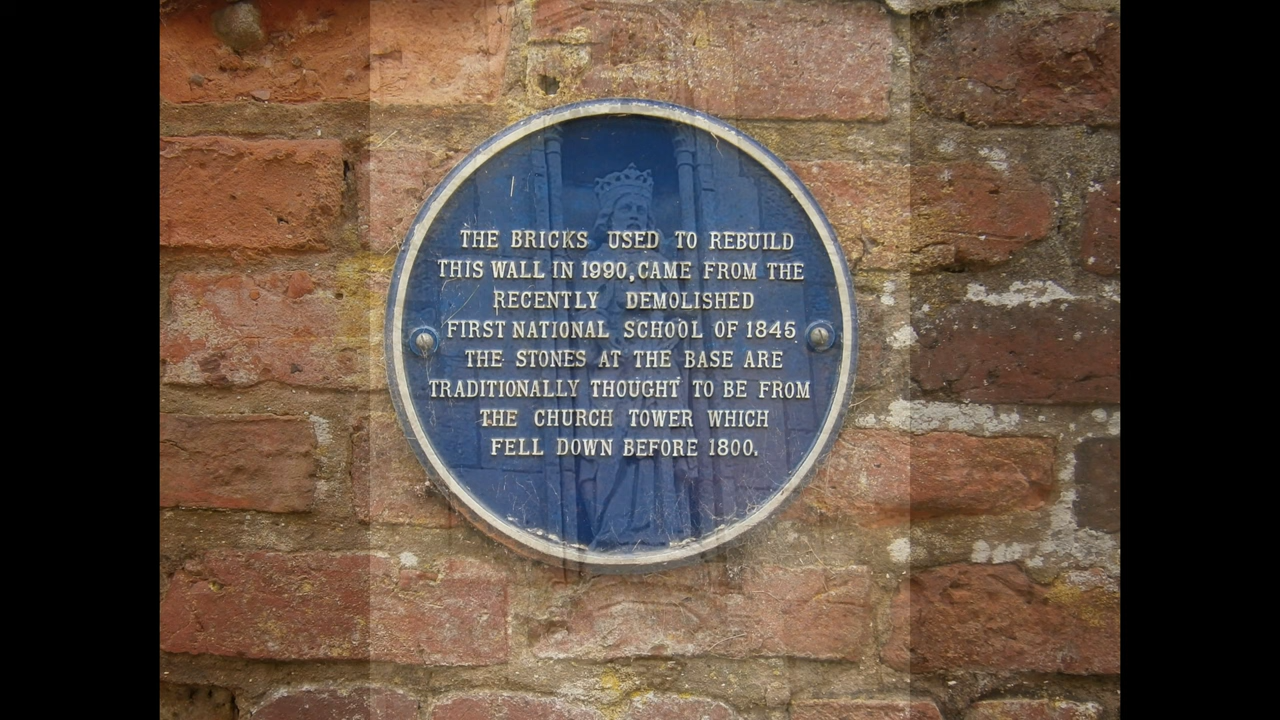 THE BRICKS USED TO REBUILD
THIS WALL IN 1990, CAME FROM THE
RECENTLY DEMOLISHED
FIRST NATIONAL SCHOOL OF 1845
THE STONES AT THE BASE ARE
TRADITIONALLY THOUGHT TO BE FROM
THE CHURCH TOWER WHICH
FELL DOWN BEFORE 1800.